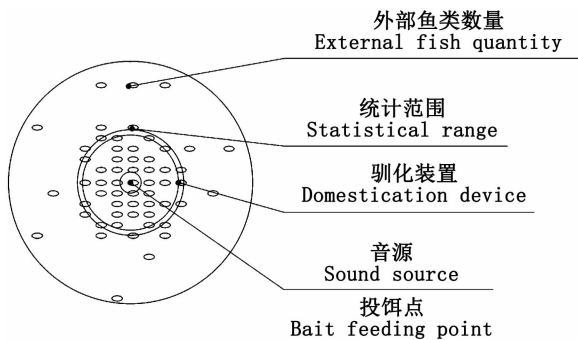 外部鱼类数量
External fish quantity
统计范围
Statistical range
驯化装置
Domestication device
音源
Sound source
投饵点
Bait feeding point